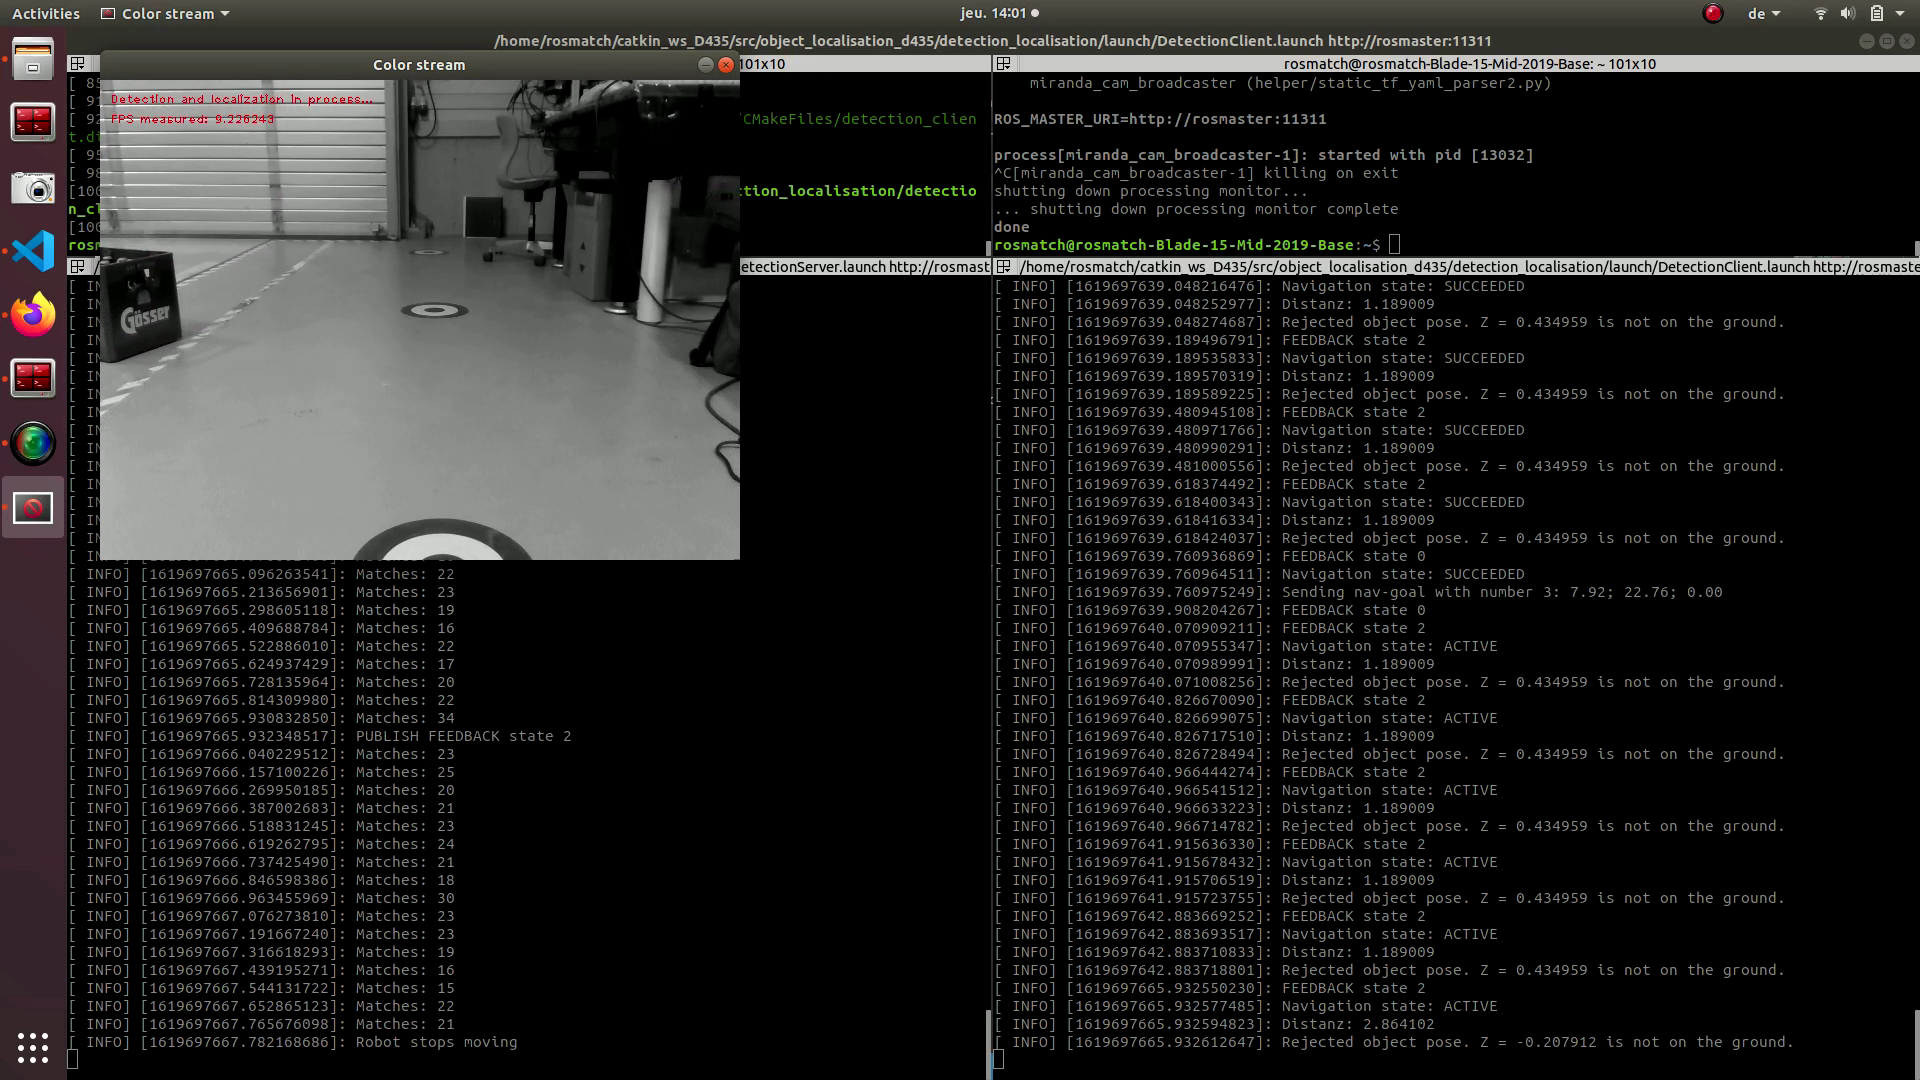 Activities
Color stream
jeu. 14:01
de
/home/rosmatch/catkin_ws_D435/src/object_localisation_d435/detection_localisation/launch/DetectionClient.launch http://rosmaster:11311
Color stream
101x10
[ 85
[ 91
[ 92
/CMakeFiles/detection_clien
t.d
[ 95
[ 98
[100
ction_localisation/detectio
n_cl
[100
rosm
Detection and localization in process...
FPS measured: 9.226243
Gösser
rosmatch@rosmatch-Blade-15-Mid-2019-Base: ~ 101x10
miranda_cam_broadcaster (helper/static_tf_yaml_parser2.py)
ROS_MASTER_URI=http://rosmaster:11311
process[miranda_cam_broadcaster-1]: started with pid [13032]
^C[miranda_cam_broadcaster-1] killing on exit
shutting down processing monitor...
... shutting down processing monitor complete
done
rosmatch@rosmatch-Blade-15-Mid-2019-Base:~$
etectionServer.launch http://rosmast
[ INFO] [1619697665.096263541]: Matches: 22
[ INFO] [1619697665.213656901]: Matches: 23
[ INFO] [1619697665.298605118]: Matches: 19
[ INFO] [1619697665.409688784]: Matches: 16
[ INFO] [1619697665.522886010]: Matches: 22
[ INFO] [1619697665.624937429]: Matches: 17
[ INFO] [1619697665.728135964]: Matches: 20
[ INFO] [1619697665.814309980]: Matches: 22
[ INFO] [1619697665.930832850]: Matches: 34
[ INFO] [1619697665.932348517]: PUBLISH FEEDBACK state 2
[ INFO] [1619697666.040229512]: Matches: 23
[ INFO] [1619697666.157100226]: Matches: 25
[ INFO] [1619697666.269950185]: Matches: 20
[ INFO] [1619697666.387002683]: Matches: 21
[ INFO] [1619697666.518831245]: Matches: 23
[ INFO] [1619697666.619262795]: Matches: 24
[ INFO] [1619697666.737425490]: Matches: 21
[ INFO] [1619697666.846598386]: Matches: 18
[ INFO] [1619697666.963455969]: Matches: 30
[ INFO] [1619697667.076273810]: Matches: 23
[ INFO] [1619697667.191667240]: Matches: 23
[ INFO] [1619697667.316618293]: Matches: 19
[ INFO] [1619697667.439195271]: Matches: 16
[ INFO] [1619697667.544131722]: Matches: 15
[ INFO] [1619697667.652865123]: Matches: 22
[ INFO] [1619697667.765676098]: Matches: 21
[ INFO] [1619697667.782168686]: Robot stops moving
/home/rosmatch/catkin_ws_D435/src/object_localisation_d435/detection_localisation/launch/DetectionClient.launch http://rosmaste
[ INFO] [1619697639.048216476]: Navigation state: SUCCEEDED
[ INFO] [1619697639.048252977]: Distanz: 1.189009
[ INFO] [1619697639.048274687]: Rejected object pose. Z = 0.434959 is not on the ground.
[ INFO] [1619697639.189496791]: FEEDBACK state 2
[ INFO] [1619697639.189535833]: Navigation state: SUCCEEDED
[ INFO] [1619697639.189570319]: Distanz: 1.189009
[ INFO] [1619697639.189589225]: Rejected object pose. Z = 0.434959 is not on the ground.
[ INFO] [1619697639.480945108]: FEEDBACK state 2
[ INFO] [1619697639.480971766]: Navigation state: SUCCEEDED
[ INFO] [1619697639.480990291]: Distanz: 1.189009
[ INFO] [1619697639.481000556]: Rejected object pose. Z = 0.434959 is not on the ground.
[ INFO] [1619697639.618374492]: FEEDBACK state 2
[ INFO] [1619697639.618400343]: Navigation state: SUCCEEDED
[ INFO] [1619697639.618416334]: Distanz: 1.189009
[ INFO] [1619697639.618424037]: Rejected object pose. Z = 0.434959 is not on the ground.
[ INFO] [1619697639.760936869]: FEEDBACK state 0
[ INFO] [1619697639.760964511]: Navigation state: SUCCEEDED
[ INFO] [1619697639.760975249]: Sending nav-goal with number 3: 7.92; 22.76; 0.00
[ INFO] [1619697639.908204267]: FEEDBACK state 0
[ INFO] [1619697640.070909211]: FEEDBACK state 2
[ INFO] [1619697640.070955347]: Navigation state: ACTIVE
[ INFO] [1619697640.070989991]: Distanz: 1.189009
[ INFO] [1619697640.071008256]: Rejected object pose. Z = 0.434959 is not on the ground.
[ INFO] [1619697640.826670090]: FEEDBACK state 2
[ INFO] [1619697640.826699075]: Navigation state: ACTIVE
[ INFO] [1619697640.826717510]: Distanz: 1.189009
[ INFO] [1619697640.826728494]: Rejected object pose. Z = 0.434959 is not on the ground.
[ INFO] [1619697640.966444274]: FEEDBACK state 2
[ INFO] [1619697640.966541512]: Navigation state: ACTIVE
[ INFO] [1619697640.966633223]: Distanz: 1.189009
[ INFO] [1619697640.966714782]: Rejected object pose. Z = 0.434959 is not on the ground.
[ INFO] [1619697641.915636330]: FEEDBACK state 2
[ INFO] [1619697641.915678432]: Navigation state: ACTIVE
[ INFO] [1619697641.915706519]: Distanz: 1.189009
[ INFO] [1619697641.915723755]: Rejected object pose. Z = 0.434959 is not on the ground.
[ INFO] [1619697642.883669252]: FEEDBACK state 2
[ INFO] [1619697642.883693517]: Navigation state: ACTIVE
[ INFO] [1619697642.883710833]: Distanz: 1.189009
[ INFO] [1619697642.883718801]: Rejected object pose. Z = 0.434959 is not on the ground.
[ INFO] [1619697665.932550230]: FEEDBACK state 2
[ INFO] [1619697665.932577485]: Navigation state: ACTIVE
[ INFO] [1619697665.932594823]: Distanz: 2.864102
[ INFO] [1619697665.932612647]: Rejected object pose. Z = -0.207912 is not on the ground.